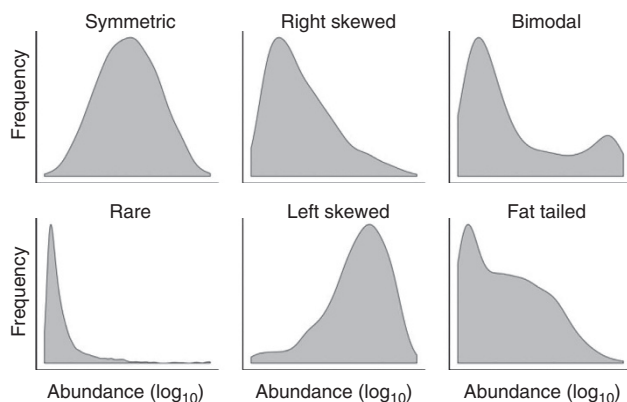 Symmetric
Right skewed
Bimodal
Frequency
Rare
Left skewed
Fat tailed
Frequency
Abundance (log10)
Abundance (log10)
Abundance (log10)